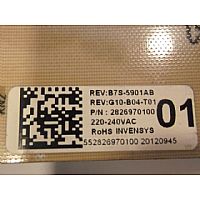 REV:B7S-5901AB
REV:G10-B04-T01
P/N : 2826970100
220-240VAC
RoHS INVENSYS
01
552826970100 20120945